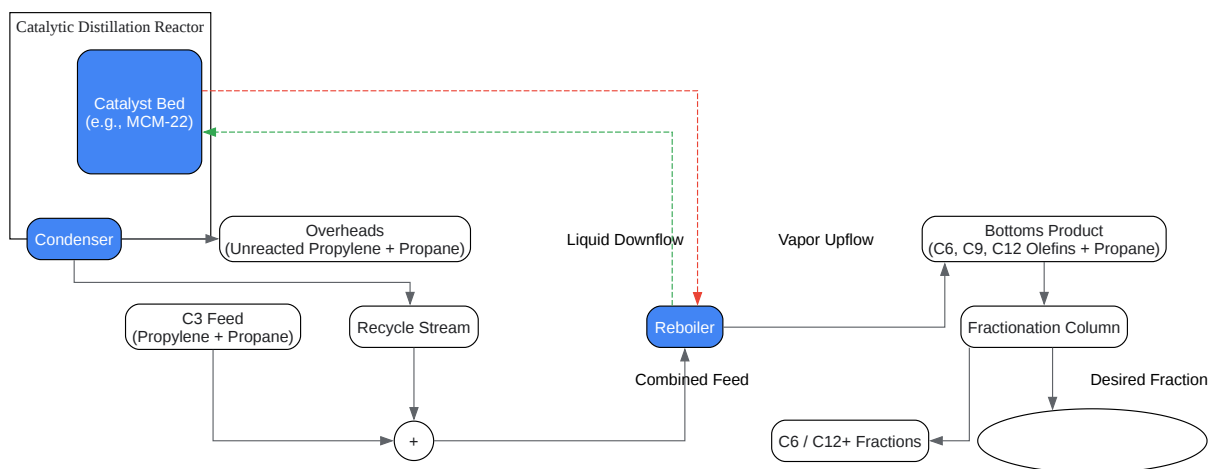 Catalytic Distillation Reactor
Catalyst Bed
(e.g., MCM-22)
Condenser
Overheads
(Unreacted Propylene + Propane)
Liquid Downflow
Vapor Upflow
Bottoms Product
(C6, C9, C12 Olefins + Propane)
C3 Feed
(Propylene + Propane)
Recycle Stream
Reboiler
Fractionation Column
Combined Feed
Desired Fraction
+
C6 / C12+ Fractions